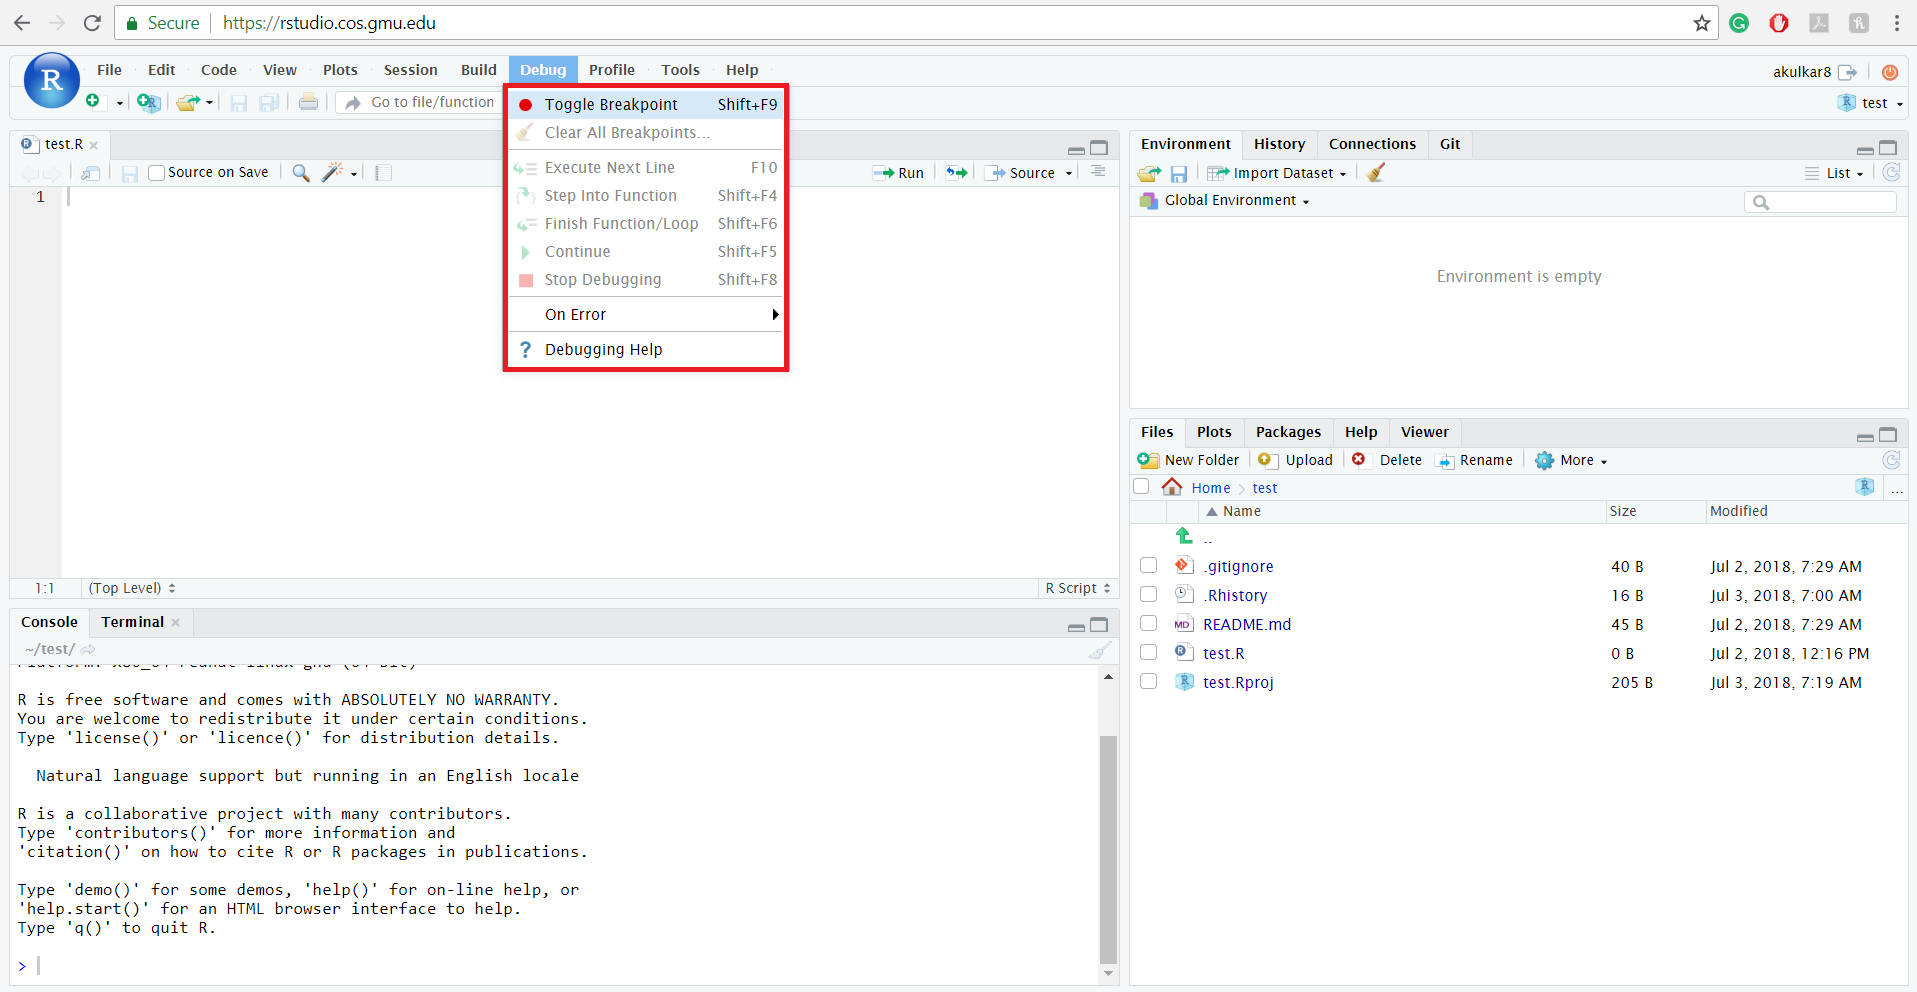 Secure https://rstudio.cos.gmu.edu
R File Edit Code View Plots Session Build Debug Profile Tools Help akulkar8
Go to file/function test
Toggle Breakpoint Shift+F9
Clear All Breakpoints...
Execute Next Line F10
Step Into Function Shift+F4
Finish Function/Loop Shift+F6
Continue Shift+F5
Stop Debugging Shift+F8
On Error
Debugging Help
test.R
Source on Save Run Source
1
1:1 (Top Level) R Script
Console Terminal
~/test/
R is free software and comes with ABSOLUTELY NO WARRANTY.
You are welcome to redistribute it under certain conditions.
Type 'license()' or 'licence()' for distribution details.
Natural language support but running in an English locale
R is a collaborative project with many contributors.
Type 'contributors()' for more information and
'citation()' on how to cite R or R packages in publications.
Type 'demo()' for some demos, 'help()' for on-line help, or
'help.start()' for an HTML browser interface to help.
Type 'q()' to quit R.
>
Environment History Connections Git
Import Dataset List
Global Environment
Environment is empty
Files Plots Packages Help Viewer
New Folder Upload Delete Rename More
Home test ...
Name Size Modified
..
.gitignore 40 B Jul 2, 2018, 7:29 AM
.Rhistory 16 B Jul 3, 2018, 7:00 AM
MD README.md 45 B Jul 2, 2018, 7:29 AM
test.R 0 B Jul 2, 2018, 12:16 PM
test.Rproj 205 B Jul 3, 2018, 7:19 AM